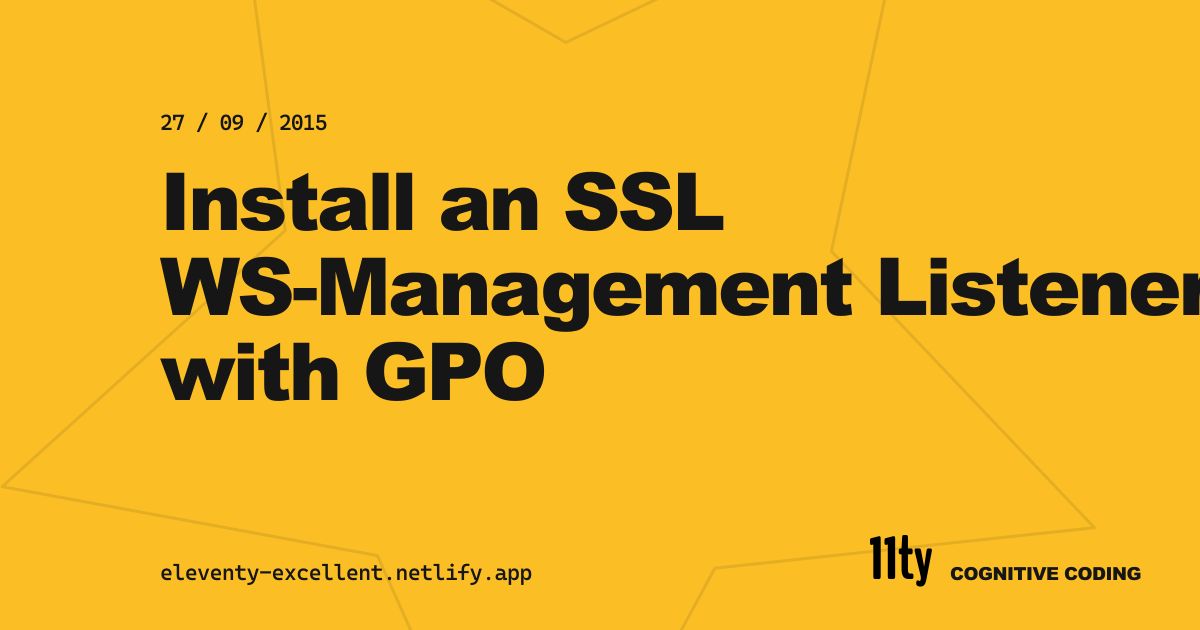 27 / 09 / 2015
Install an SSL
WS-Management Listener
with GPO
eleventy-excellent.netlify.app
11ty COGNITIVE CODING